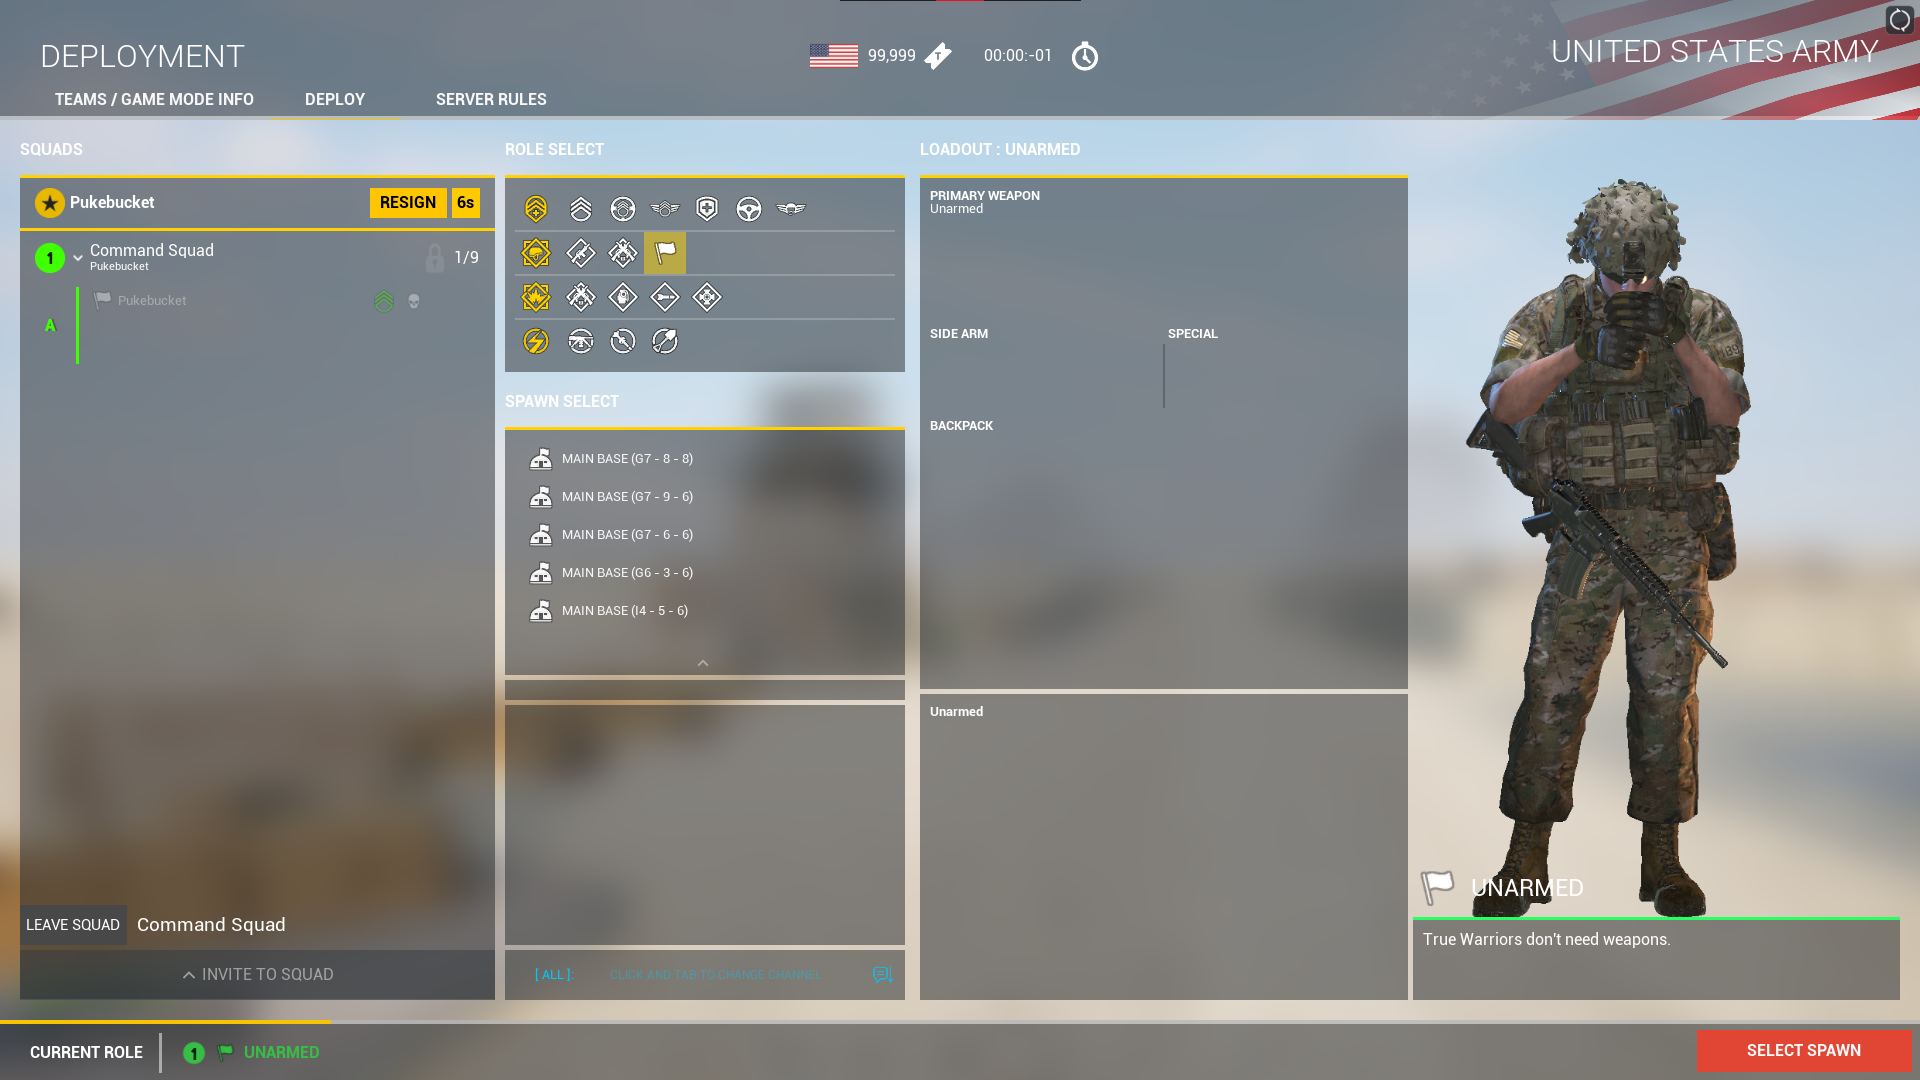 DEPLOYMENT
99,999
00:00:-01
UNITED STATES ARMY
TEAMS / GAME MODE INFO
DEPLOY
SERVER RULES
SQUADS
Pukebucket
RESIGN
6s
1
Command Squad
Pukebucket
1/9
Pukebucket
A
LEAVE SQUAD
Command Squad
INVITE TO SQUAD
ROLE SELECT
SPAWN SELECT
MAIN BASE (G7 - 8 - 8)
MAIN BASE (G7 - 9 - 6)
MAIN BASE (G7 - 6 - 6)
MAIN BASE (G6 - 3 - 6)
MAIN BASE (I4 - 5 - 6)
[ ALL ]:
CLICK AND TAB TO CHANGE CHANNEL
LOADOUT : UNARMED
PRIMARY WEAPON
Unarmed
SIDE ARM
SPECIAL
BACKPACK
Unarmed
UNARMED
True Warriors don't need weapons.
CURRENT ROLE
1
UNARMED
SELECT SPAWN